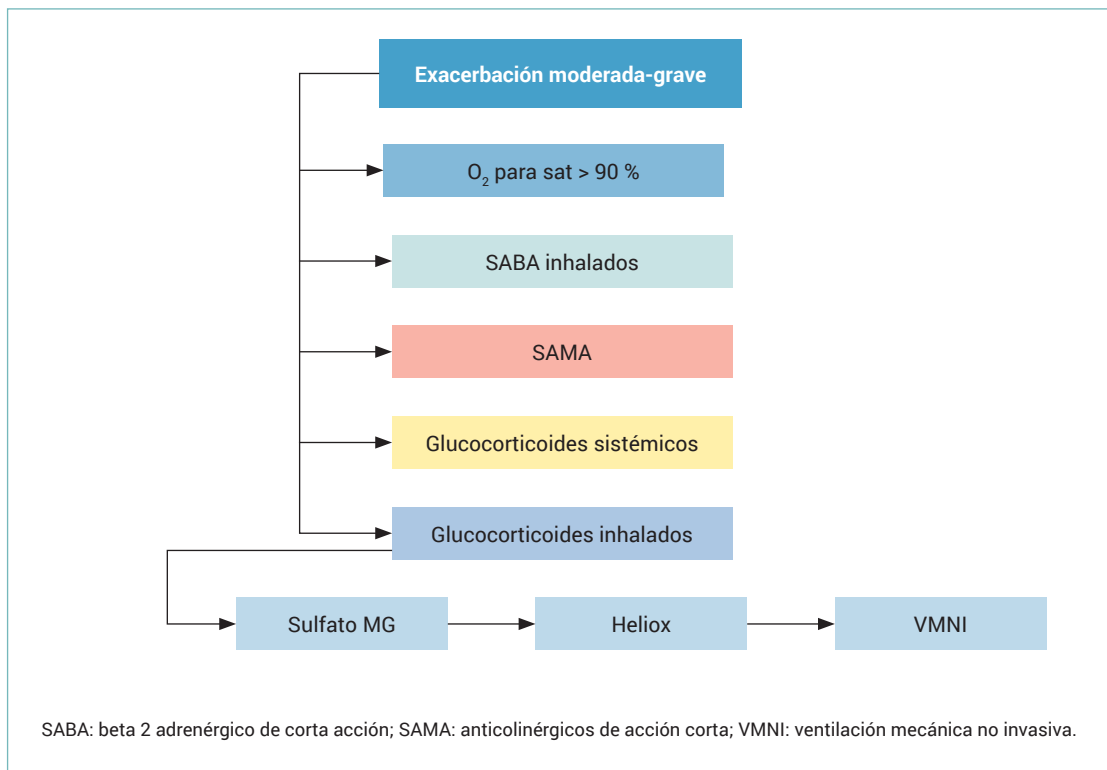 Exacerbación moderada-grave
O₂ para sat > 90 %
SABA inhalados
SAMA
Glucocorticoides sistémicos
Glucocorticoides inhalados
Sulfato MG
Heliox
VMNI
SABA: beta 2 adrenérgico de corta acción; SAMA: anticolinérgicos de acción corta; VMNI: ventilación mecánica no invasiva.